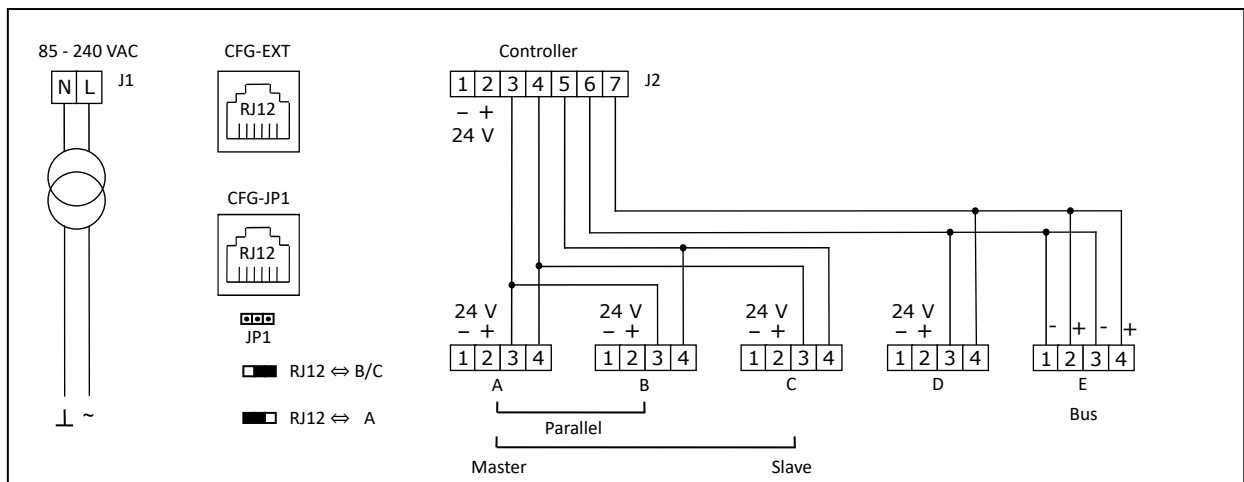 85 - 240 VAC
N L J1
⊥ ~
CFG-EXT
RJ12
CFG-JP1
RJ12
JP1
RJ12 ⇔ B/C
RJ12 ⇔ A
Controller
1 2 3 4 5 6 7 J2
– +
24 V
24 V
– +
1 2 3 4
A
24 V
– +
1 2 3 4
B
24 V
– +
1 2 3 4
C
24 V
– +
1 2 3 4
D
- + - +
1 2 3 4
E
Bus
Parallel
Master Slave